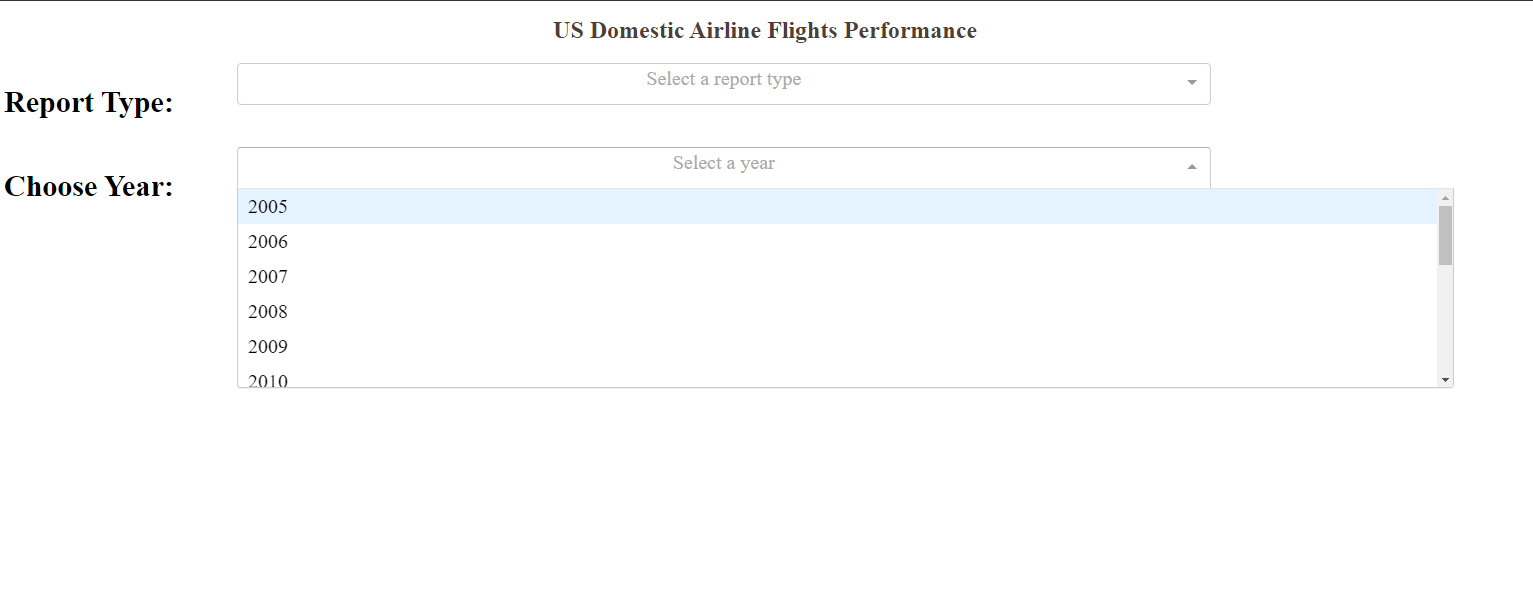 US Domestic Airline Flights Performance
Report Type:
Select a report type
Choose Year:
Select a year
2005
2006
2007
2008
2009
2010